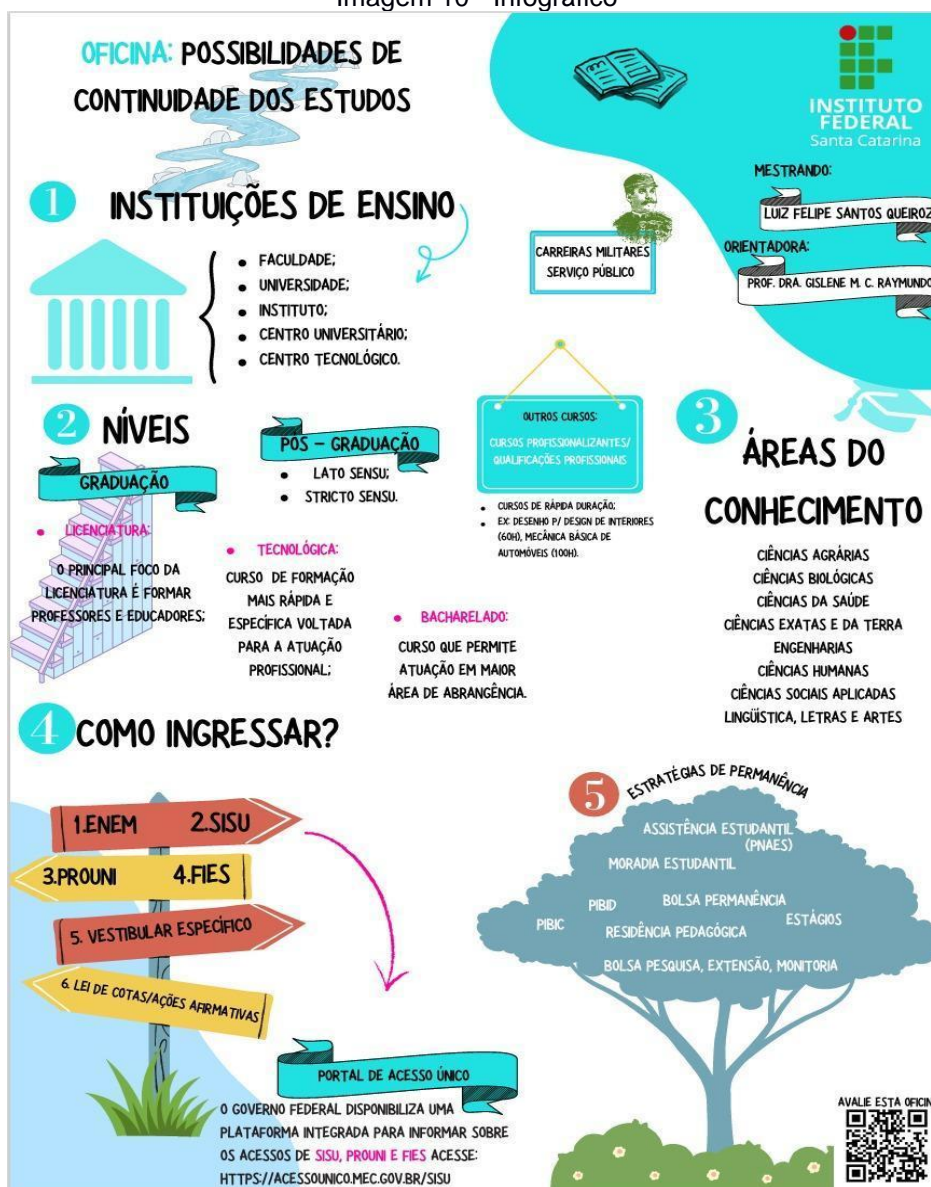 Imagem 10 - Infográfico
OFICINA: POSSIBILIDADES DE
CONTINUIDADE DOS ESTUDOS
INSTITUTO
FEDERAL
Santa Catarina
MESTRANDO:
LUIZ FELIPE SANTOS QUEIROZ
ORIENTADORA:
PROF. DRA. GISLENE M. C. RAYMUNDO
1 INSTITUIÇÕES DE ENSINO
FACULDADE;
UNIVERSIDADE;
INSTITUTO;
CENTRO UNIVERSITÁRIO;
CENTRO TECNOLÓGICO.
CARREIRAS MILITARES
SERVIÇO PÚBLICO
2 NÍVEIS
GRADUAÇÃO
LICENCIATURA:
O PRINCIPAL FOCO DA
LICENCIATURA É FORMAR
PROFESSORES E EDUCADORES;
PÓS - GRADUAÇÃO
LATO SENSU;
STRICTO SENSU.
TECNOLÓGICA:
CURSO DE FORMAÇÃO
MAIS RÁPIDA E
ESPECÍFICA VOLTADA
PARA A ATUAÇÃO
PROFISSIONAL;
BACHARELADO:
CURSO QUE PERMITE
ATUAÇÃO EM MAIOR
ÁREA DE ABRANGÊNCIA.
OUTROS CURSOS:
CURSOS PROFISSIONALIZANTES/
QUALIFICAÇÕES PROFISSIONAIS
CURSOS DE RÁPIDA DURAÇÃO;
EX: DESENHO P/ DESIGN DE INTERIORES
(60H), MECÂNICA BÁSICA DE
AUTOMÓVEIS (100H).
3
ÁREAS DO
CONHECIMENTO
CIÊNCIAS AGRÁRIAS
CIÊNCIAS BIOLÓGICAS
CIÊNCIAS DA SAÚDE
CIÊNCIAS EXATAS E DA TERRA
ENGENHARIAS
CIÊNCIAS HUMANAS
CIÊNCIAS SOCIAIS APLICADAS
LINGÜÍSTICA, LETRAS E ARTES
4 COMO INGRESSAR?
1.ENEM 2.SISU
3.PROUNI 4.FIES
5. VESTIBULAR ESPECÍFICO
6. LEI DE COTAS/AÇÕES AFIRMATIVAS
PORTAL DE ACESSO ÚNICO
O GOVERNO FEDERAL DISPONIBILIZA UMA
PLATAFORMA INTEGRADA PARA INFORMAR SOBRE
OS ACESSOS DE SISU, PROUNI E FIES ACESSE:
HTTPS://ACESSOUNICO.MEC.GOV.BR/SISU
5 ESTRATÉGIAS DE PERMANÊNCIA
ASSISTÊNCIA ESTUDANTIL
(PNAES)
MORADIA ESTUDANTIL
PIBIC
PIBID
BOLSA PERMANÊNCIA
ESTÁGIOS
RESIDÊNCIA PEDAGÓGICA
BOLSA PESQUISA, EXTENSÃO, MONITORIA
AVALIE ESTA OFICIN